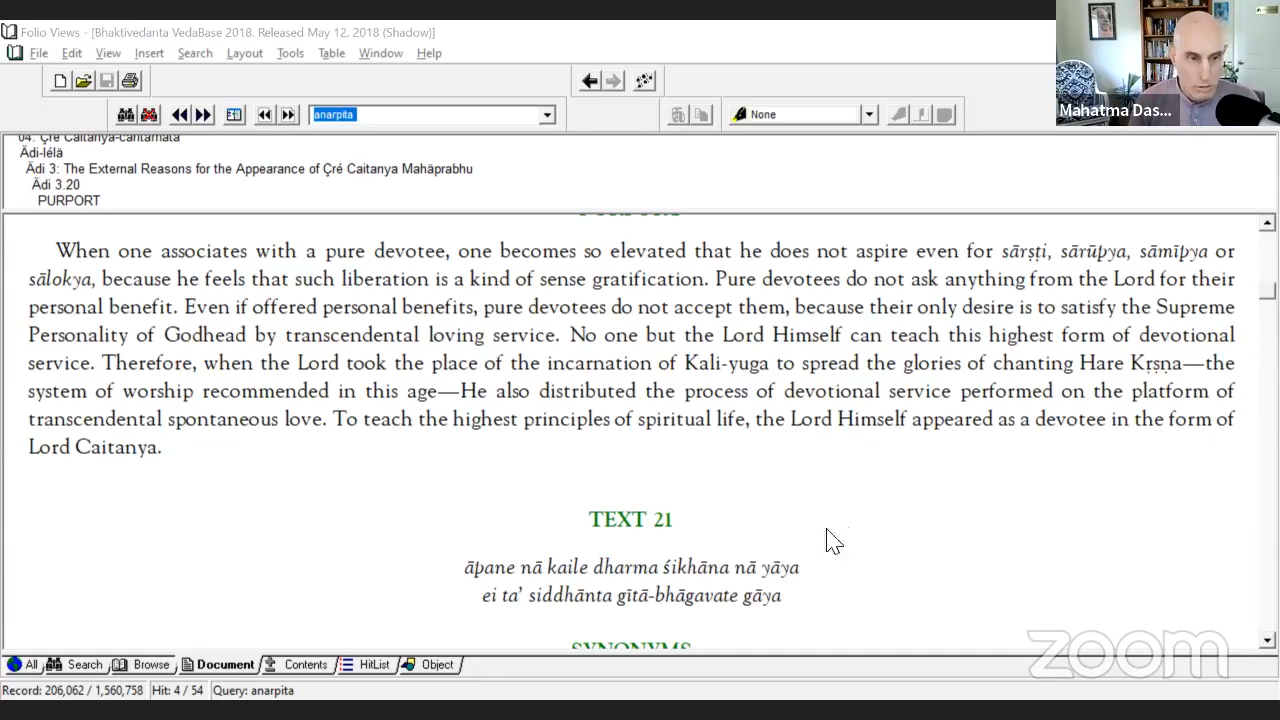 Folio Views - [Bhaktivedanta VedaBase 2018. Released May 12, 2018 (Shadow)]
File Edit View Insert Search Layout Tools Table Window Help
anarpita
None
Mahatma Das...
04. Çré Caitanya-caritämåta
Ädi-lélä
Ädi 3: The External Reasons for the Appearance of Çré Caitanya Mahäprabhu
Ädi 3.20
PURPORT
When one associates with a pure devotee, one becomes so elevated that he does not aspire even for sārṣṭi, sārūpya, sāmīpya or
sālokya, because he feels that such liberation is a kind of sense gratification. Pure devotees do not ask anything from the Lord for their
personal benefit. Even if offered personal benefits, pure devotees do not accept them, because their only desire is to satisfy the Supreme
Personality of Godhead by transcendental loving service. No one but the Lord Himself can teach this highest form of devotional
service. Therefore, when the Lord took the place of the incarnation of Kali-yuga to spread the glories of chanting Hare Kṛṣṇa—the
system of worship recommended in this age—He also distributed the process of devotional service performed on the platform of
transcendental spontaneous love. To teach the highest principles of spiritual life, the Lord Himself appeared as a devotee in the form of
Lord Caitanya.
TEXT 21
āpane nā kaile dharma śikhāna nā yāya
ei ta’ siddhānta gītā-bhāgavate gāya
SYNONYMS
zoom
All Search Browse Document Contents HitList Object
Record: 206,062 / 1,560,758 Hit: 4 / 54 Query: anarpita